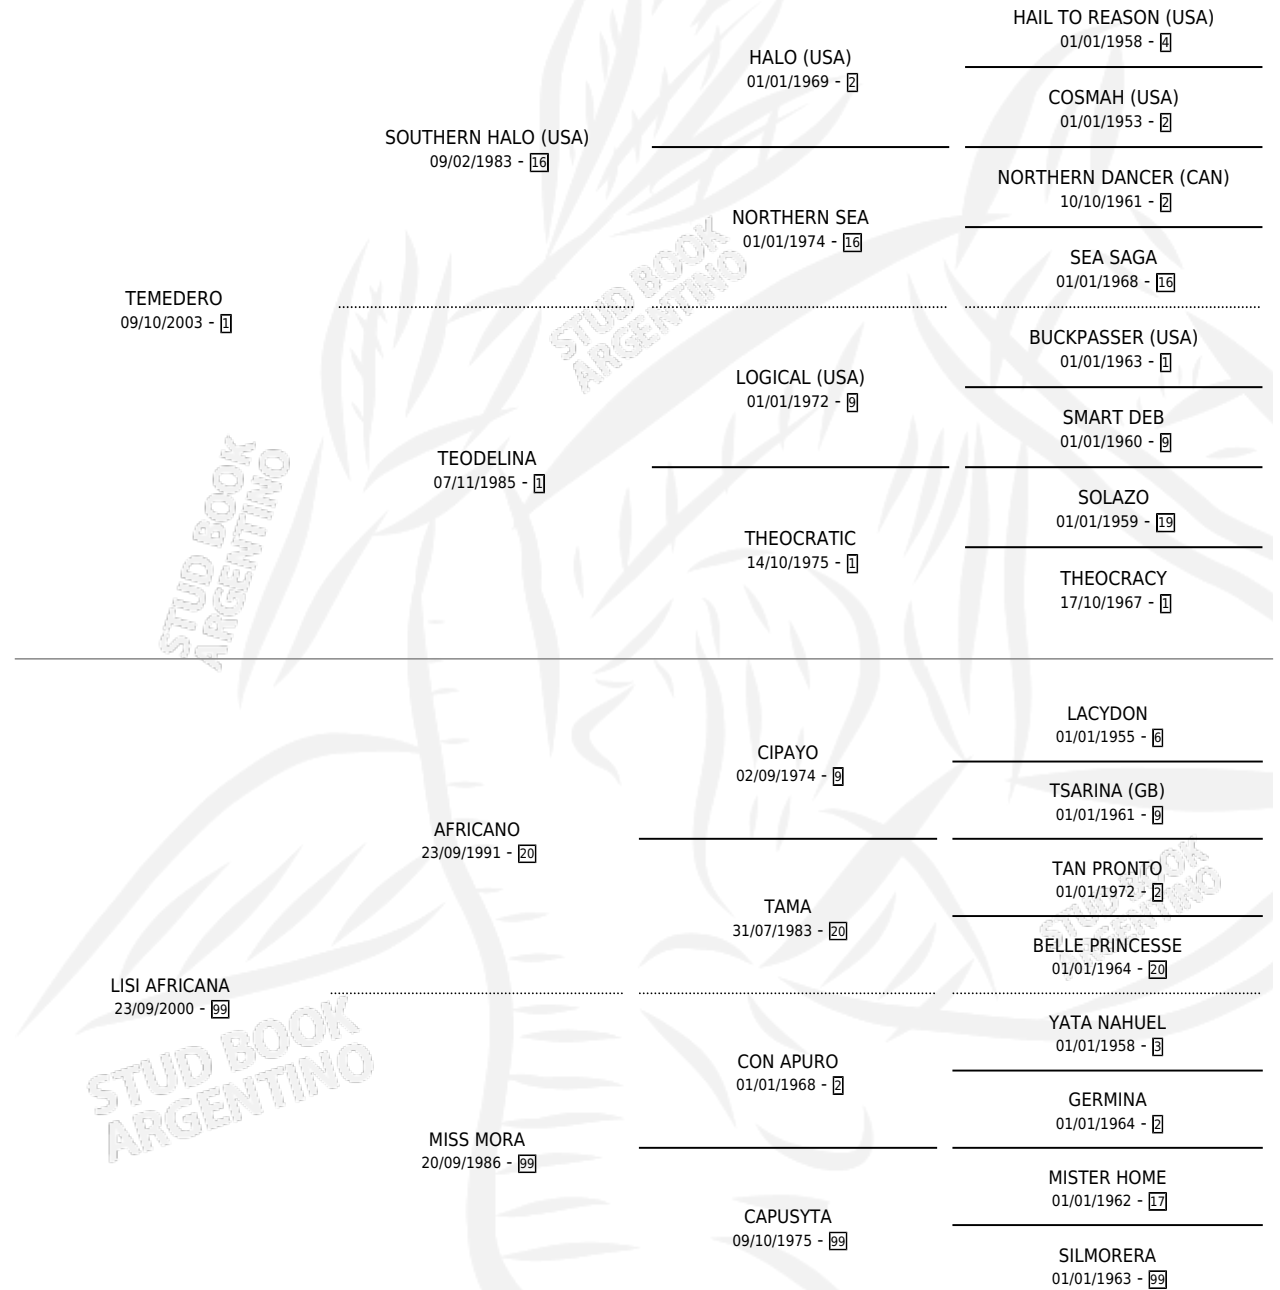 HAIL TO REASON (USA)
01/01/1958 - 4
HALO (USA)
01/01/1969 - 2
COSMAH (USA)
01/01/1953 - 2
SOUTHERN HALO (USA)
09/02/1983 - 16
NORTHERN DANCER (CAN)
10/10/1961 - 2
NORTHERN SEA
01/01/1974 - 16
SEA SAGA
01/01/1968 - 16
STUD BOOK
ARGENTINO
TEMEDERO
09/10/2003 - 1
BUCKPASSER (USA)
01/01/1963 - 1
LOGICAL (USA)
01/01/1972 - 9
SMART DEB
01/01/1960 - 9
TEODELINA
07/11/1985 - 1
SOLAZO
01/01/1959 - 19
THEOCRATIC
14/10/1975 - 1
THEOCRACY
17/10/1967 - 1
STUD BOOK
ARGENTINO
LACYDON
01/01/1955 - 6
CIPAYO
02/09/1974 - 9
TSARINA (GB)
01/01/1961 - 9
AFRICANO
23/09/1991 - 20
TAN PRONTO
01/01/1972 - 2
TAMA
31/07/1983 - 20
BELLE PRINCESSE
01/01/1964 - 20
STUD BOOK
ARGENTINO
LISI AFRICANA
23/09/2000 - 99
YATA NAHUEL
01/01/1958 - 3
CON APURO
01/01/1968 - 2
GERMINA
01/01/1964 - 2
STUD BOOK
ARGENTINO
MISS MORA
20/09/1986 - 99
MISTER HOME
01/01/1962 - 17
CAPUSYTA
09/10/1975 - 99
SILMORERA
01/01/1963 - 99